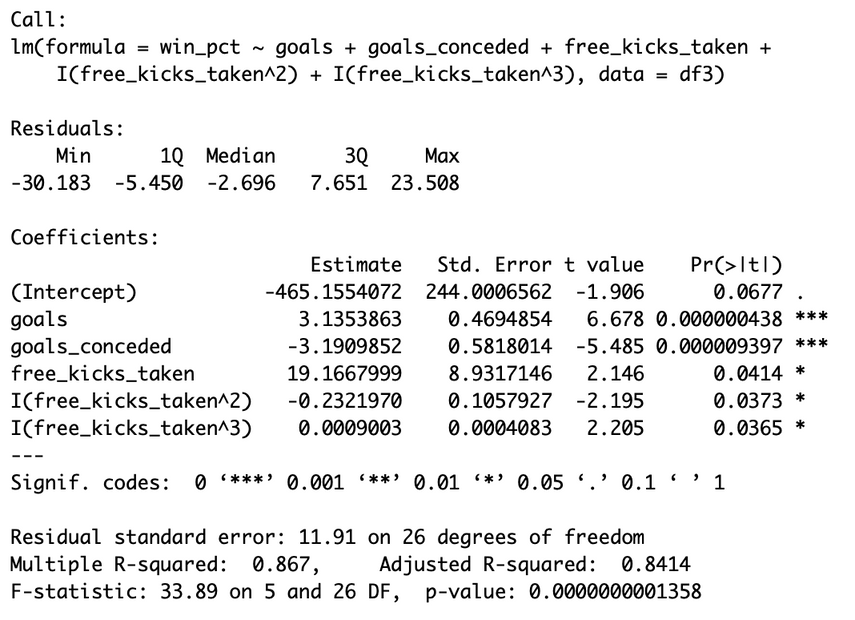 Call:
lm(formula = win_pct ~ goals + goals_conceded + free_kicks_taken +
    I(free_kicks_taken^2) + I(free_kicks_taken^3), data = df3)

Residuals:
    Min      1Q  Median      3Q     Max
-30.183  -5.450  -2.696   7.651  23.508

Coefficients:
                          Estimate   Std. Error t value    Pr(>|t|)
(Intercept)           -465.1554072  244.0006562  -1.906      0.0677 .
goals                    3.1353863    0.4694854   6.678 0.000000438 ***
goals_conceded          -3.1909852    0.5818014  -5.485 0.000009397 ***
free_kicks_taken        19.1667999    8.9317146   2.146      0.0414 *
I(free_kicks_taken^2)   -0.2321970    0.1057927  -2.195      0.0373 *
I(free_kicks_taken^3)    0.0009003    0.0004083   2.205      0.0365 *
---
Signif. codes:  0 ‘***’ 0.001 ‘**’ 0.01 ‘*’ 0.05 ‘.’ 0.1 ‘ ’ 1

Residual standard error: 11.91 on 26 degrees of freedom
Multiple R-squared:  0.867,     Adjusted R-squared:  0.8414
F-statistic: 33.89 on 5 and 26 DF,  p-value: 0.0000000001358